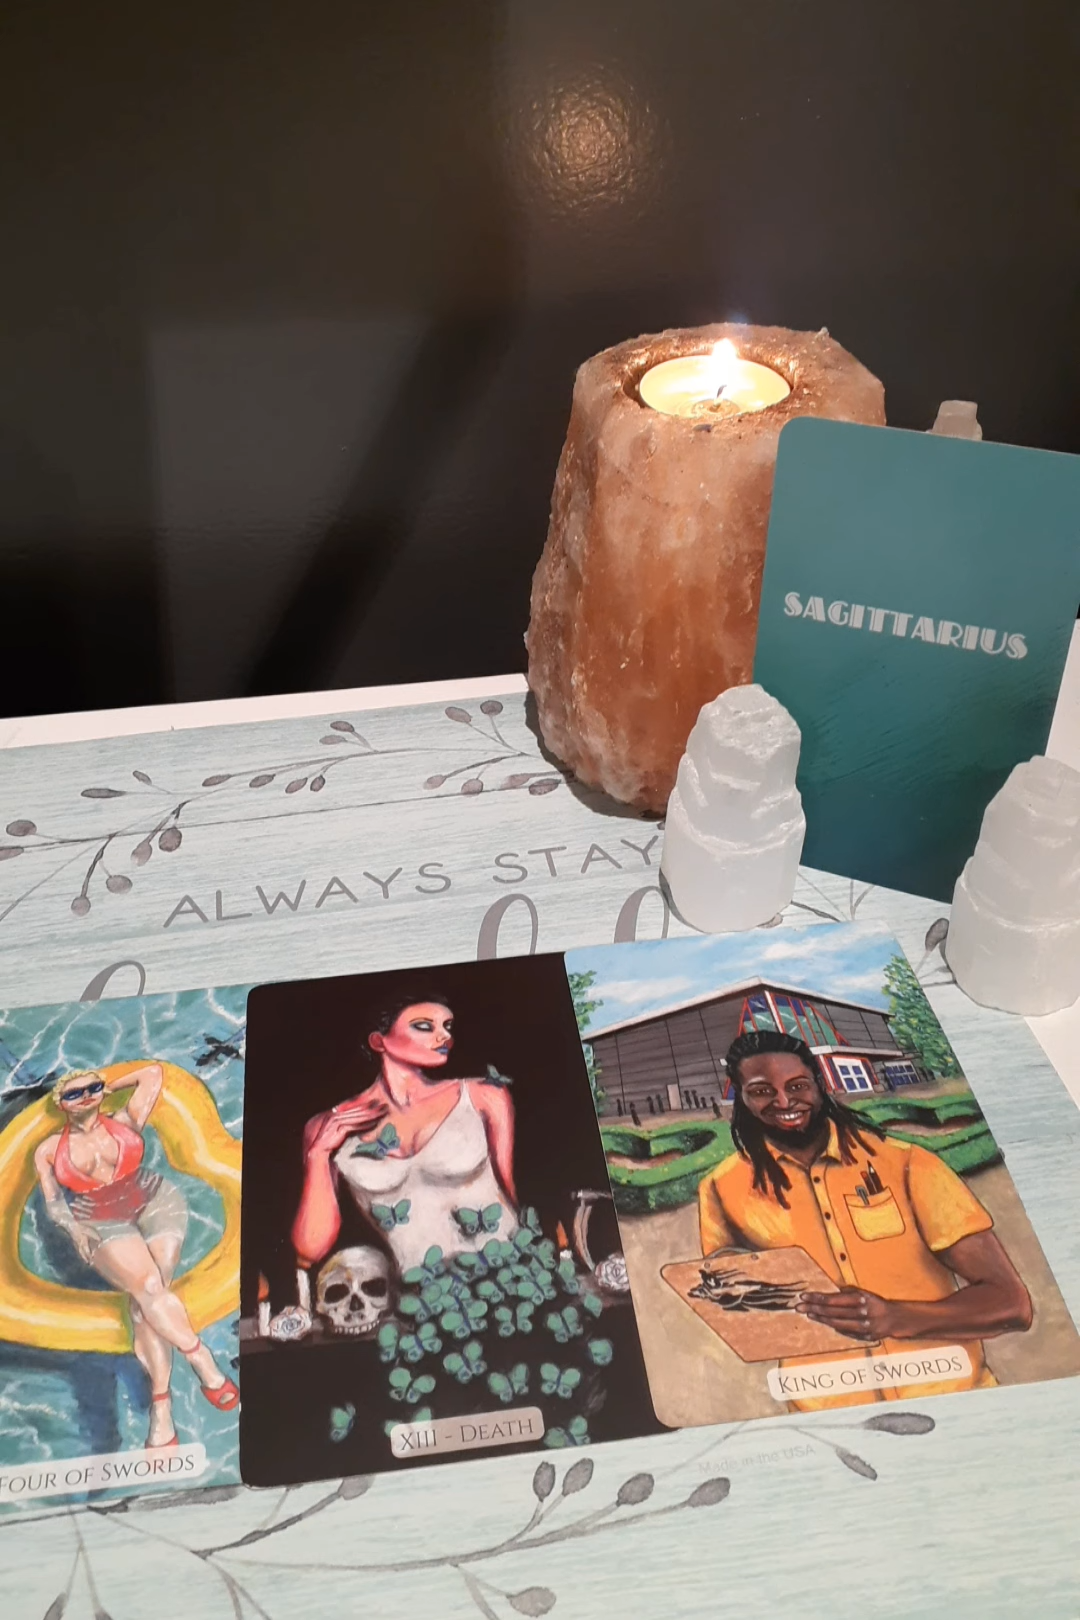 SAGITTARIUS
ALWAYS STAY
FOUR OF SWORDS
XIII - DEATH
KING OF SWORDS
Made in the USA